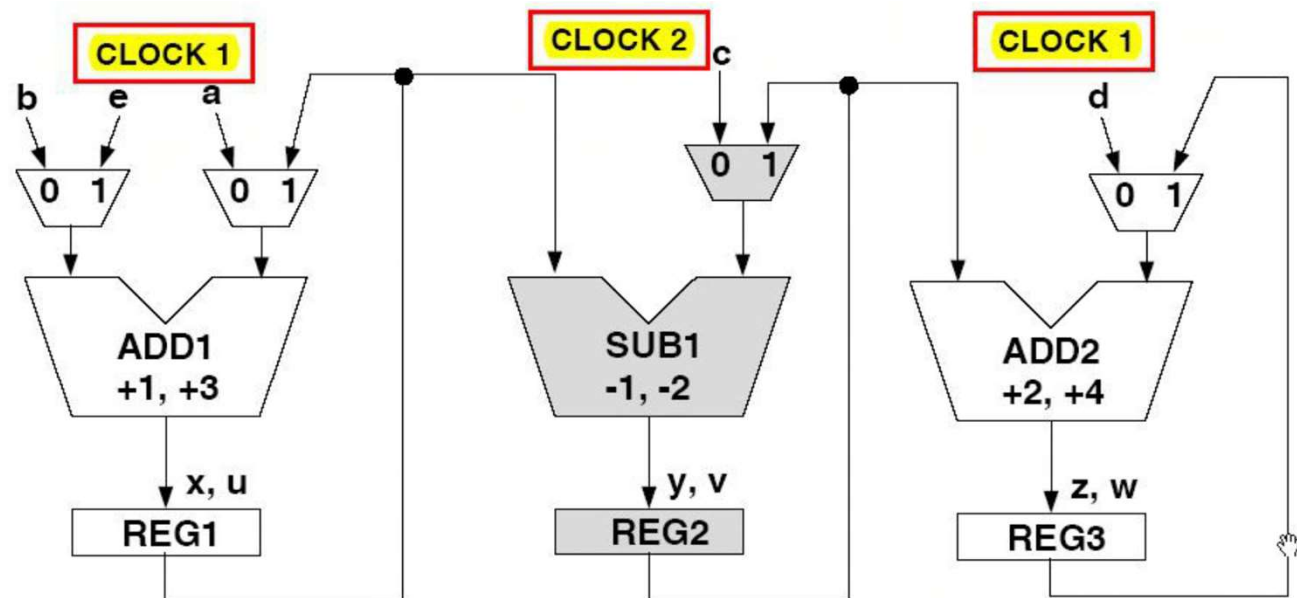 CLOCK 1
CLOCK 2
CLOCK 1
b e a
c
d
0 1
0 1
0 1
0 1
ADD1
+1, +3
SUB1
-1, -2
ADD2
+2, +4
x, u
y, v
z, w
REG1
REG2
REG3